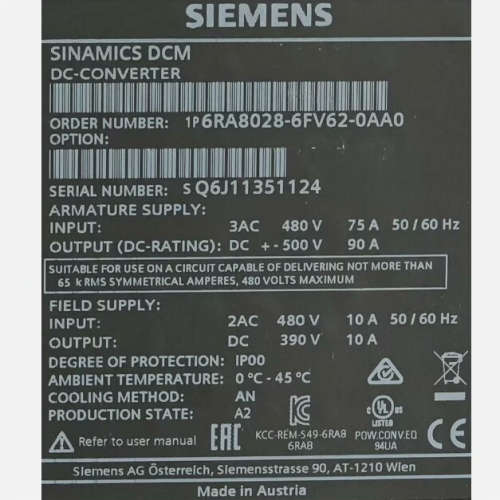 SIEMENS
SINAMICS DCM
DC-CONVERTER
ORDER NUMBER: 1P 6RA8028-6FV62-0AA0
OPTION:
SERIAL NUMBER: S Q6J11351124
ARMATURE SUPPLY:
INPUT: 3AC 480 V 75 A 50/60 Hz
OUTPUT (DC-RATING): DC +-500 V 90 A
SUITABLE FOR USE ON A CIRCUIT CAPABLE OF DELIVERING NOT MORE THAN
65 kRMS SYMMETRICAL AMPERES, 480 VOLTS MAXIMUM
FIELD SUPPLY:
INPUT: 2AC 480 V 10 A 50/60 Hz
OUTPUT: DC 390 V 10 A
DEGREE OF PROTECTION: IP00
AMBIENT TEMPERATURE: 0 ºC - 45 ºC
COOLING METHOD: AN
PRODUCTION STATE: A2
Refer to user manual
EAC
KCC-REM-S49-6RA8
6RA8
c UL us
LISTED
POW.CONV.EQ
94UA
CE
Siemens AG Österreich, Siemensstrasse 90, AT-1210 Wien
Made in Austria